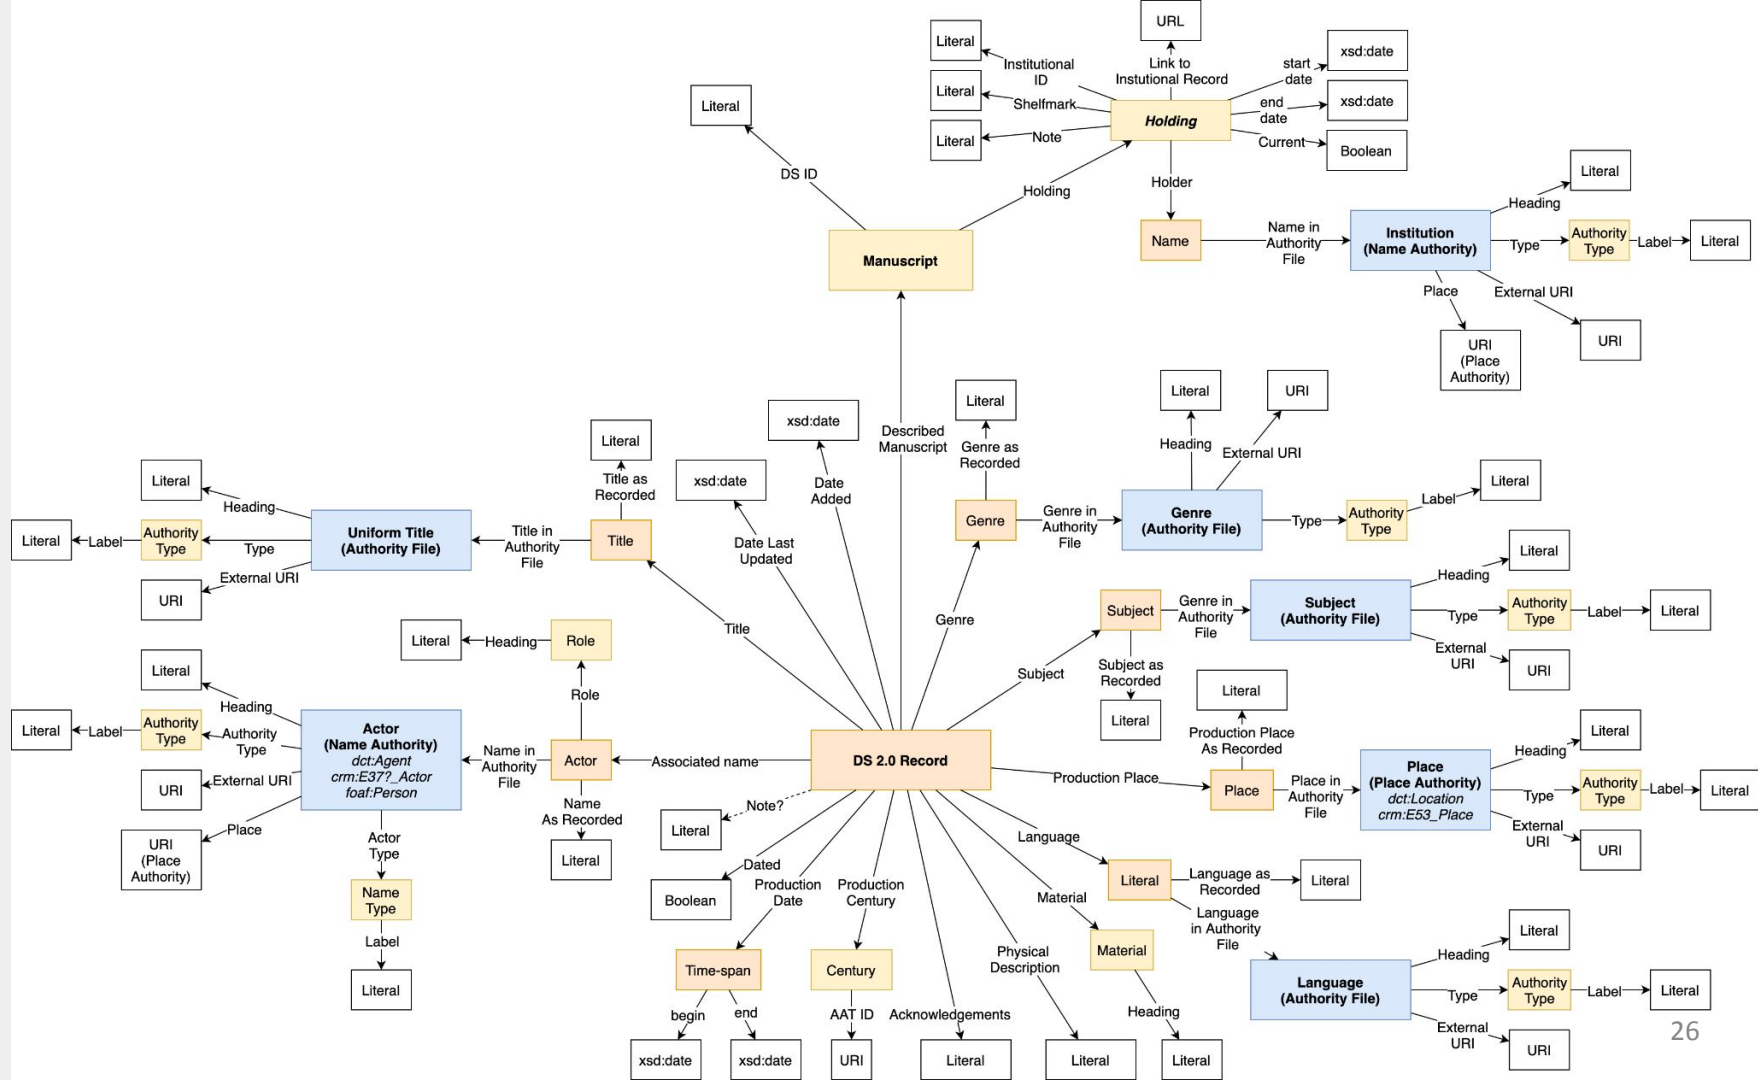 URL
Literal
xsd:date
Institutional
ID
Link to
Instutional Record
start
date
Literal
Shelfmark
end
date
xsd:date
Literal
Holding
Literal
Note
Current
Boolean
DS ID
Holding
Holder
Literal
Heading
Manuscript
Name
Name in
Authority
File
Institution
(Name Authority)
Type
Authority
Type
Label
Literal
Place
External URI
URI
(Place
Authority)
URI
Described
Manuscript
xsd:date
Date
Added
xsd:date
Date Last
Updated
Literal
Genre as
Recorded
Genre
Genre in
Authority
File
Literal
Heading
URI
External URI
Genre
(Authority File)
Type
Authority
Type
Label
Literal
Genre
Literal
Title as
Recorded
Title
Title in
Authority
File
Uniform Title
(Authority File)
Literal
Heading
Literal
Label
Authority
Type
Type
External URI
URI
Title
Subject
Subject
Genre in
Authority
File
Subject
(Authority File)
Heading
Literal
Type
Authority
Type
Label
Literal
External
URI
URI
Subject as
Recorded
Literal
Literal
Heading
Role
Role
Literal
Heading
Literal
Label
Authority
Type
Authority
Type
Actor
(Name Authority)
dct:Agent
crm:E37?_Actor
foaf:Person
Name in
Authority
File
Actor
Associated name
DS 2.0 Record
URI
External URI
Place
URI
(Place
Authority)
Actor
Type
Name
Type
Label
Literal
Name
As Recorded
Literal
Production Place
Literal
Production Place
As Recorded
Place
Place in
Authority
File
Place
(Place Authority)
dct:Location
crm:E53_Place
Heading
Literal
Type
Authority
Type
Label
Literal
External
URI
URI
Note?
Literal
Dated
Boolean
Production
Date
Time-span
begin
end
xsd:date
xsd:date
Production
Century
Century
AAT ID
URI
Acknowledgements
Literal
Physical
Description
Literal
Material
Material
Heading
Literal
Language
Literal
Language as
Recorded
Literal
Language
in Authority
File
Language
(Authority File)
Heading
Literal
Type
Authority
Type
Label
Literal
External
URI
URI
26